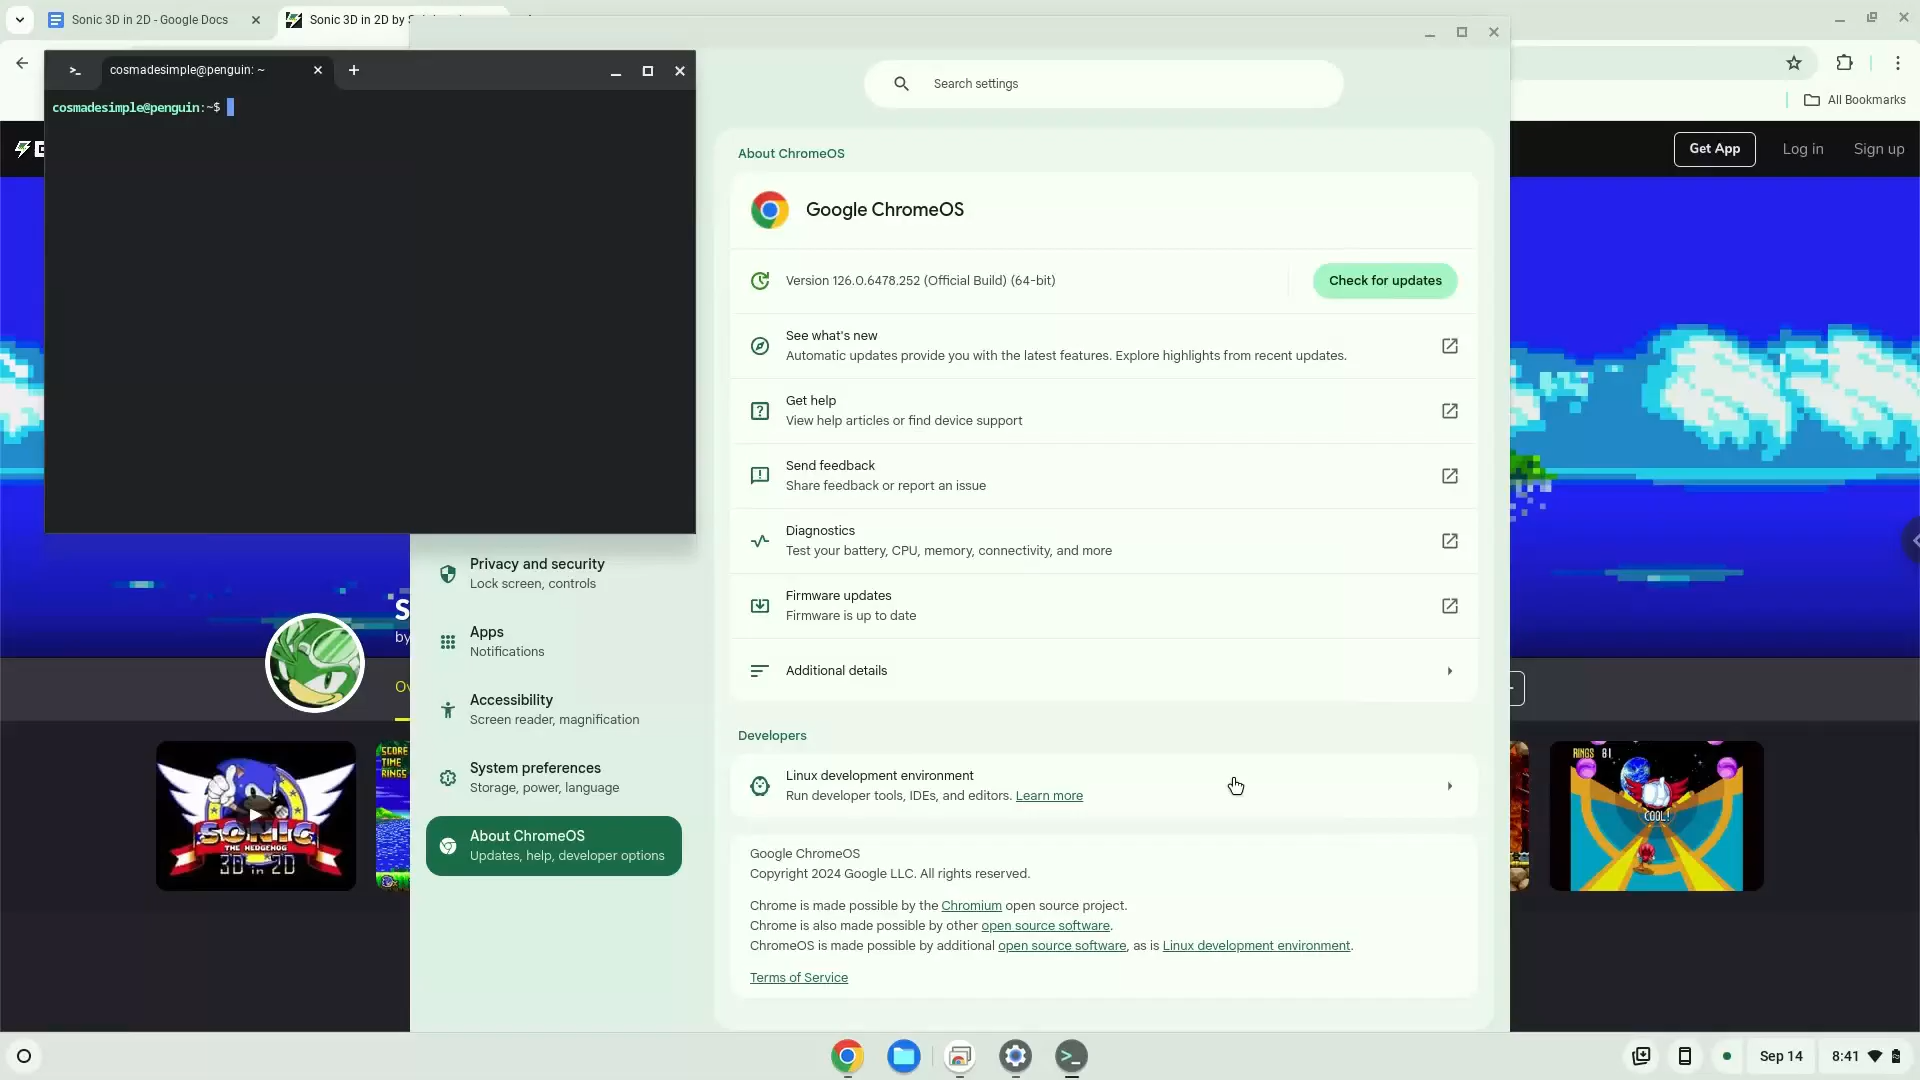 Sonic 3D in 2D - Google Docs
Sonic 3D in 2D by
cosmadesimple@penguin: ~
cosmadesimple@penguin:~$
Search settings
All Bookmarks
Get App
Log in
Sign up
About ChromeOS
Google ChromeOS
Version 126.0.6478.252 (Official Build) (64-bit)
Check for updates
See what's new
Automatic updates provide you with the latest features. Explore highlights from recent updates.
Get help
View help articles or find device support
Send feedback
Share feedback or report an issue
Diagnostics
Test your battery, CPU, memory, connectivity, and more
Firmware updates
Firmware is up to date
Additional details
Developers
Linux development environment
Run developer tools, IDEs, and editors. Learn more
Google ChromeOS
Copyright 2024 Google LLC. All rights reserved.
Chrome is made possible by the Chromium open source project.
Chrome is also made possible by other open source software.
ChromeOS is made possible by additional open source software, as is Linux development environment.
Terms of Service
Privacy and security
Lock screen, controls
Apps
Notifications
Accessibility
Screen reader, magnification
System preferences
Storage, power, language
About ChromeOS
Updates, help, developer options
by
SONIC
THE HEDGEHOG
3D in 2D
SCORE
TIME
RINGS
RINGS 81
COOL!
Sep 14
8:41